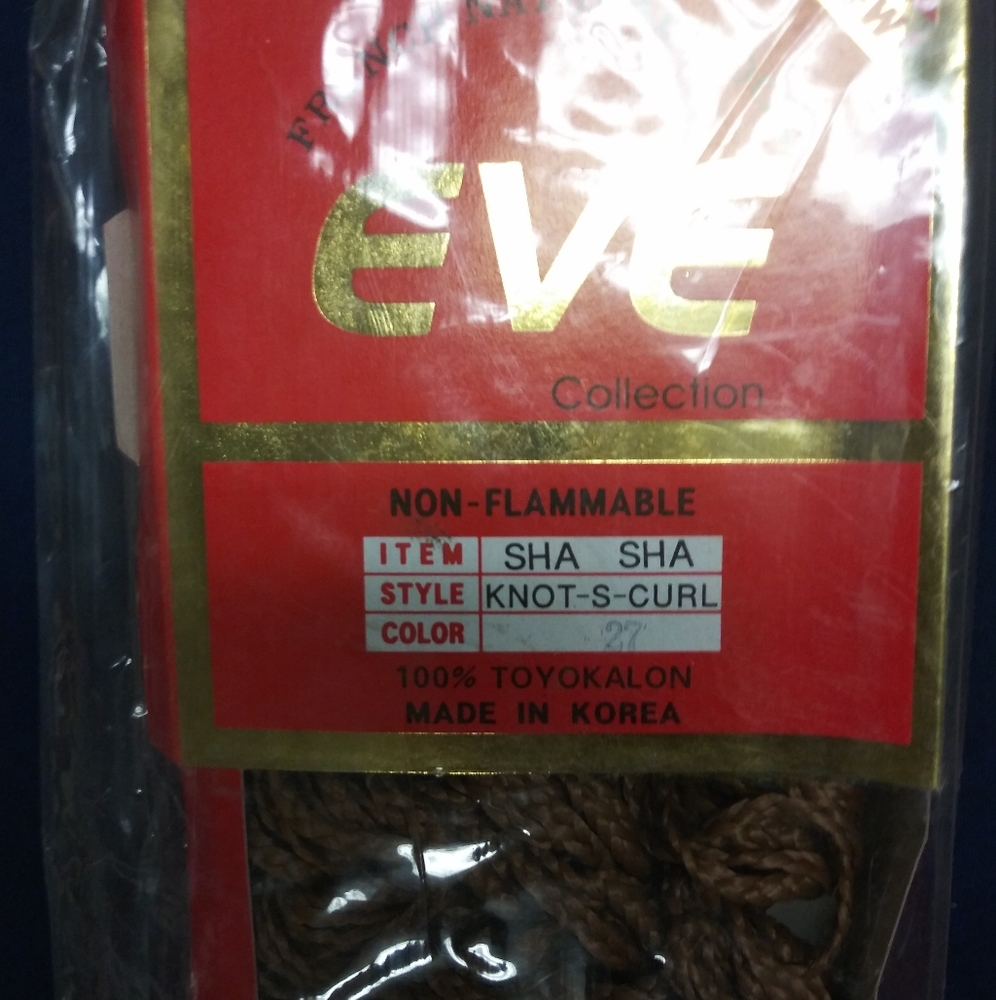 EVE
Collection
NON-FLAMMABLE
ITEM SHA SHA
STYLE KNOT-S-CURL
COLOR 27
100% TOYOKALON
MADE IN KOREA